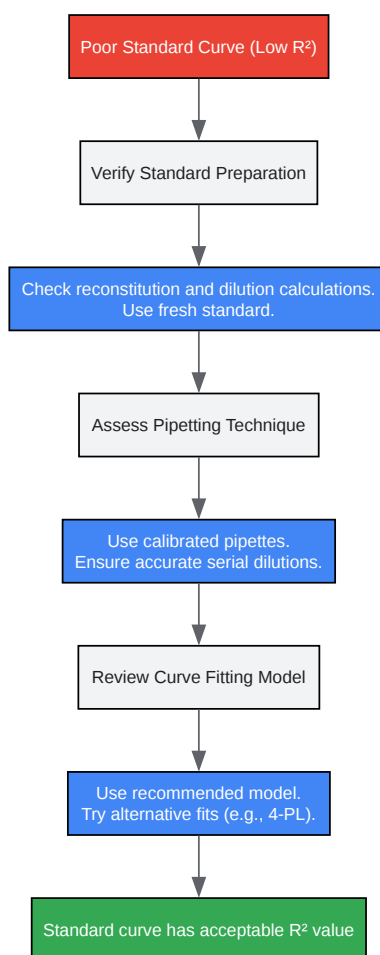 Poor Standard Curve (Low R²)
Verify Standard Preparation
Check reconstitution and dilution calculations.
Use fresh standard.
Assess Pipetting Technique
Use calibrated pipettes.
Ensure accurate serial dilutions.
Review Curve Fitting Model
Use recommended model.
Try alternative fits (e.g., 4-PL).
Standard curve has acceptable R² value